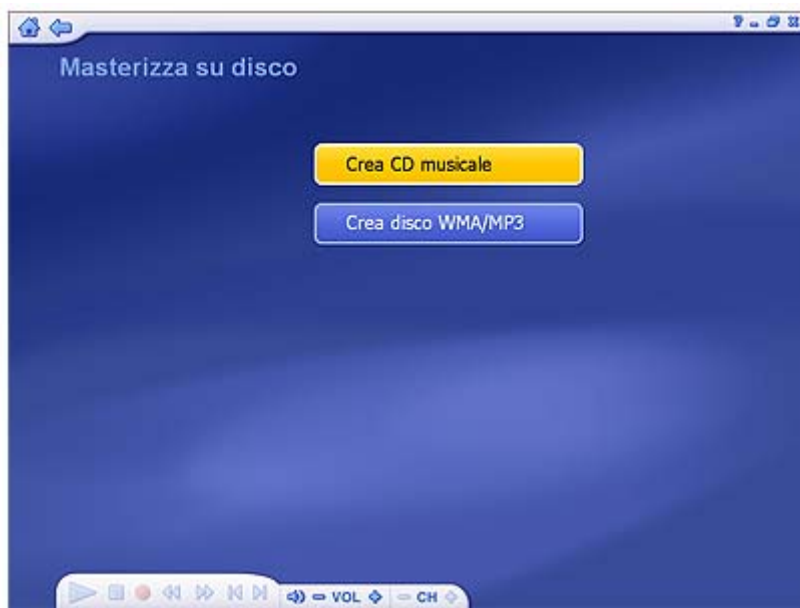 Masterizza su disco
Crea CD musicale
Crea disco WMA/MP3
VOL CH